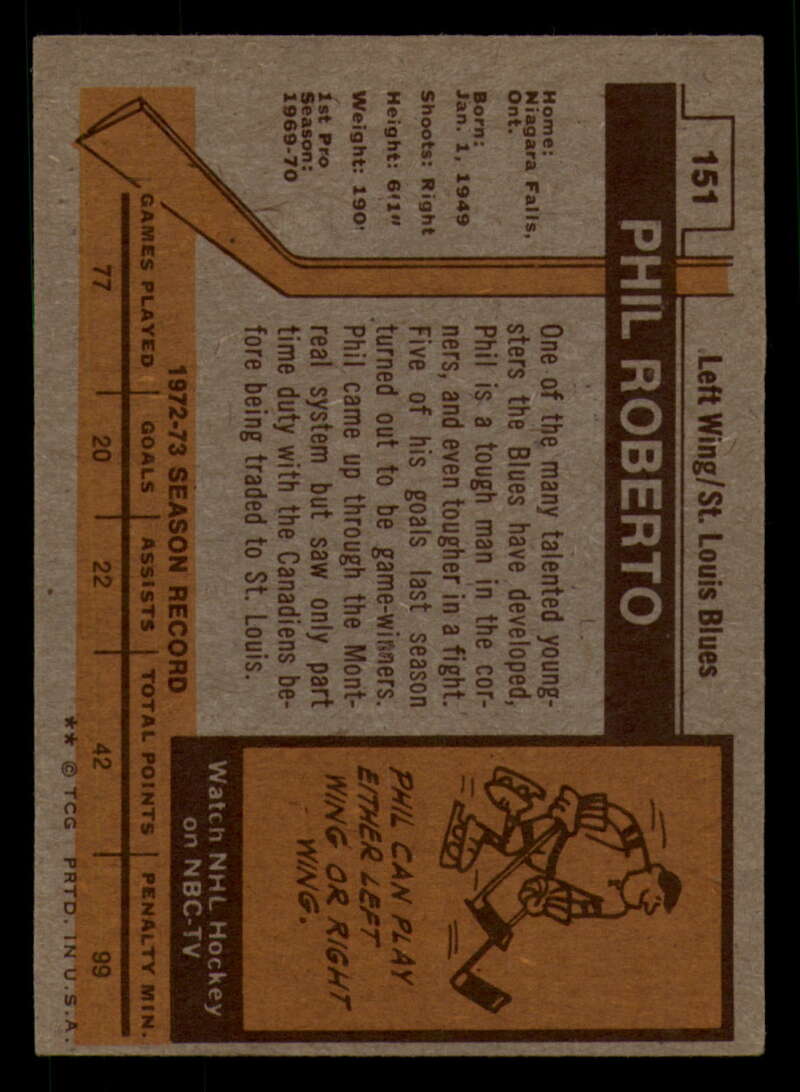 151
Left Wing/St. Louis Blues
PHIL ROBERTO
Home:
Niagara Falls,
Ont.
Born:
Jan. 1, 1949
Shoots: Right
Height: 6'1"
Weight: 190
1st Pro
Season:
1969-70
One of the many talented young-
sters the Blues have developed,
Phil is a tough man in the cor-
ners, and even tougher in a fight.
Five of his goals last season
turned out to be game-winners.
Phil came up through the Mont-
real system but saw only part
time duty with the Canadiens be-
fore being traded to St. Louis.
PHIL CAN PLAY
EITHER LEFT
WING OR RIGHT
WING.
Watch NHL Hockey
on NBC-TV
1972-73 SEASON RECORD
GAMES PLAYED GOALS ASSISTS TOTAL POINTS PENALTY MIN.
77 20 22 42 99
** © TCG PRTD. IN U.S.A.